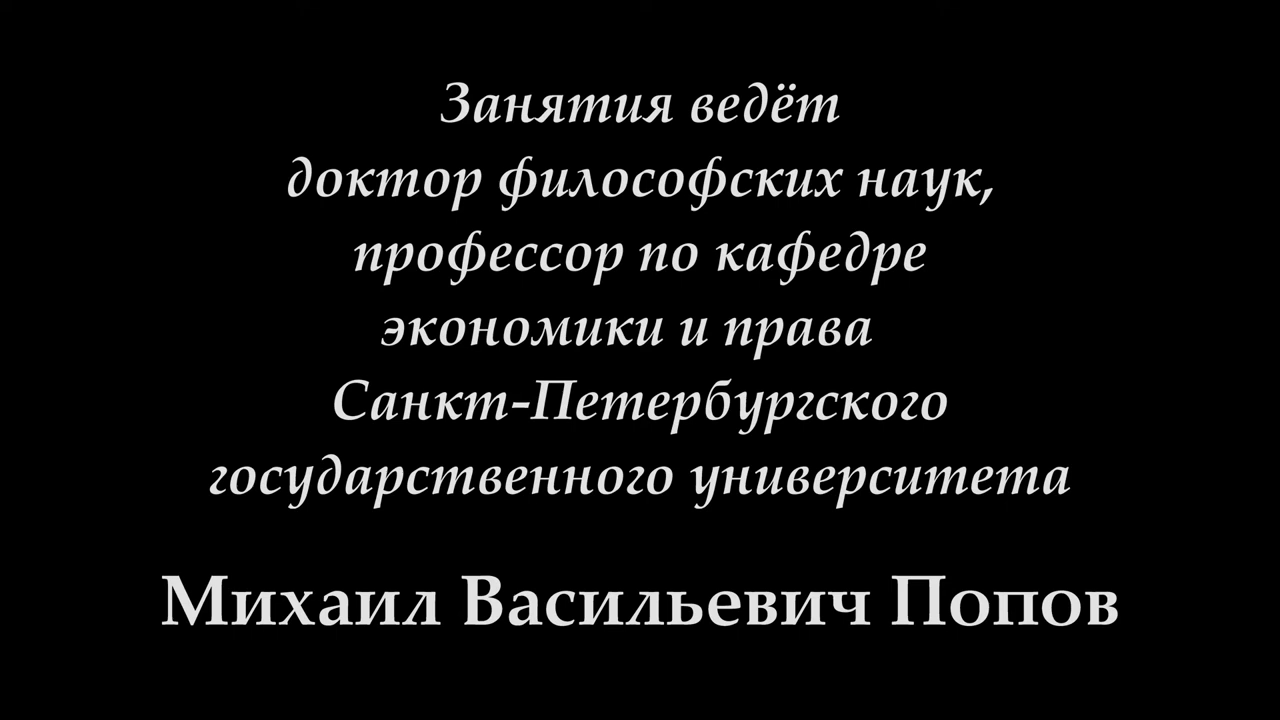 Занятия ведёт
доктор философских наук,
профессор по кафедре
экономики и права
Санкт-Петербургского
государственного университета
Михаил Васильевич Попов